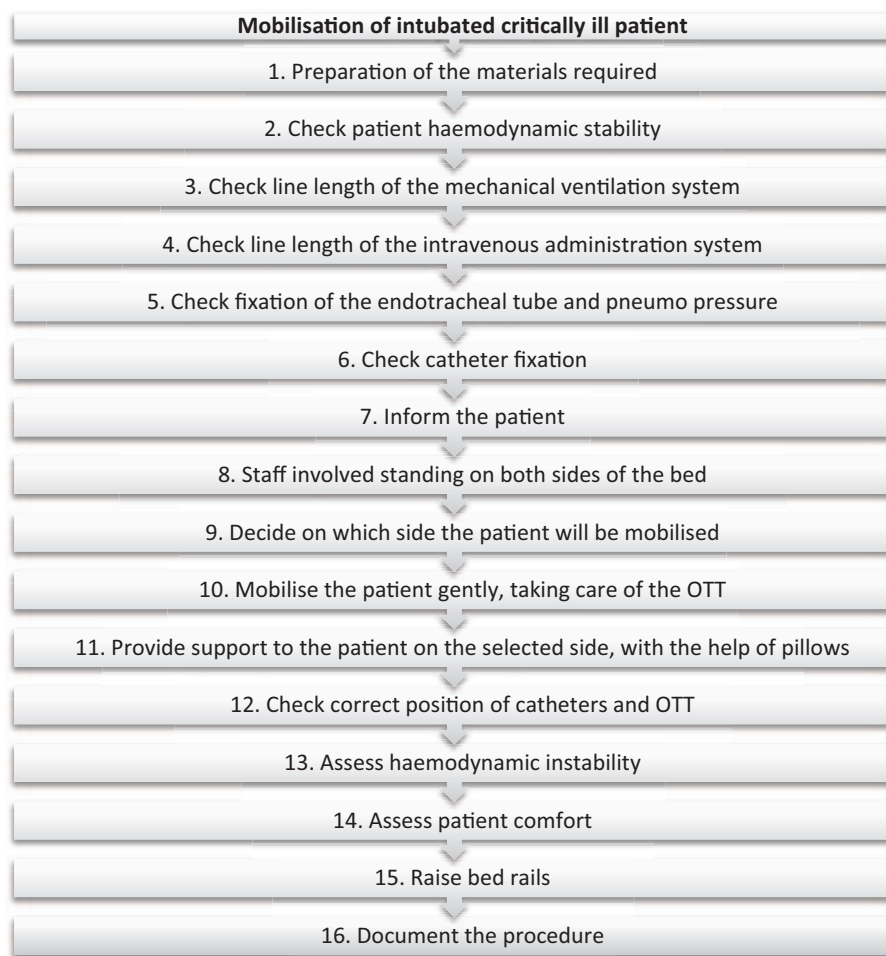 Mobilisation of intubated critically ill patient
1. Preparation of the materials required
2. Check patient haemodynamic stability
3. Check line length of the mechanical ventilation system
4. Check line length of the intravenous administration system
5. Check fixation of the endotracheal tube and pneumo pressure
6. Check catheter fixation
7. Inform the patient
8. Staff involved standing on both sides of the bed
9. Decide on which side the patient will be mobilised
10. Mobilise the patient gently, taking care of the OTT
11. Provide support to the patient on the selected side, with the help of pillows
12. Check correct position of catheters and OTT
13. Assess haemodynamic instability
14. Assess patient comfort
15. Raise bed rails
16. Document the procedure